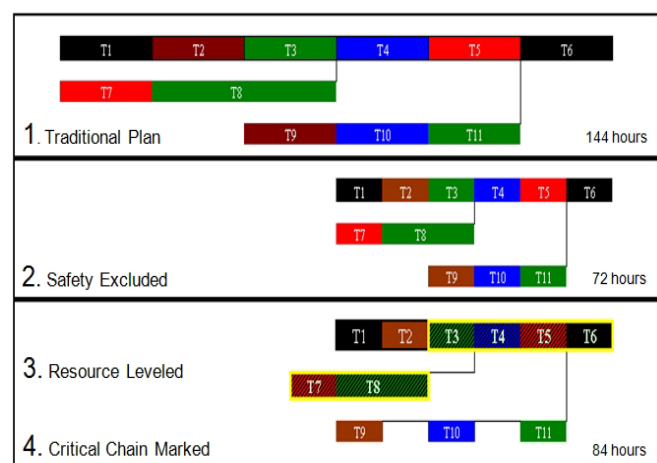 T1 T2 T3 T4 T5 T6
T7 T8
T9 T10 T11
1. Traditional Plan 144 hours
T1 T2 T3 T4 T5 T6
T7 T8
T9 T10 T11
2. Safety Excluded 72 hours
T1 T2 T3 T4 T5 T6
3. Resource Leveled
T7 T8
T9 T10 T11
4. Critical Chain Marked 84 hours